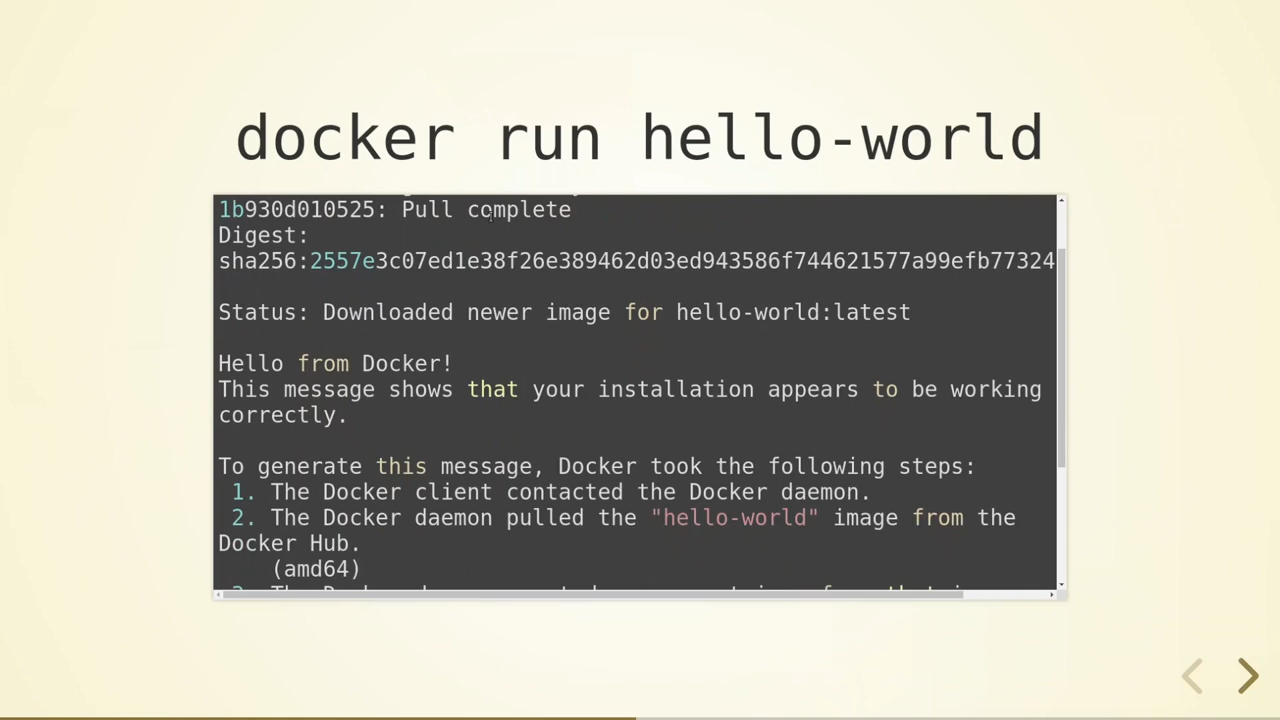 docker run hello-world
1b930d010525: Pull complete
Digest:
sha256:2557e3c07ed1e38f26e389462d03ed943586f744621577a99efb77324
Status: Downloaded newer image for hello-world:latest
Hello from Docker!
This message shows that your installation appears to be working
correctly.
To generate this message, Docker took the following steps:
1. The Docker client contacted the Docker daemon.
2. The Docker daemon pulled the "hello-world" image from the
Docker Hub.
(amd64)